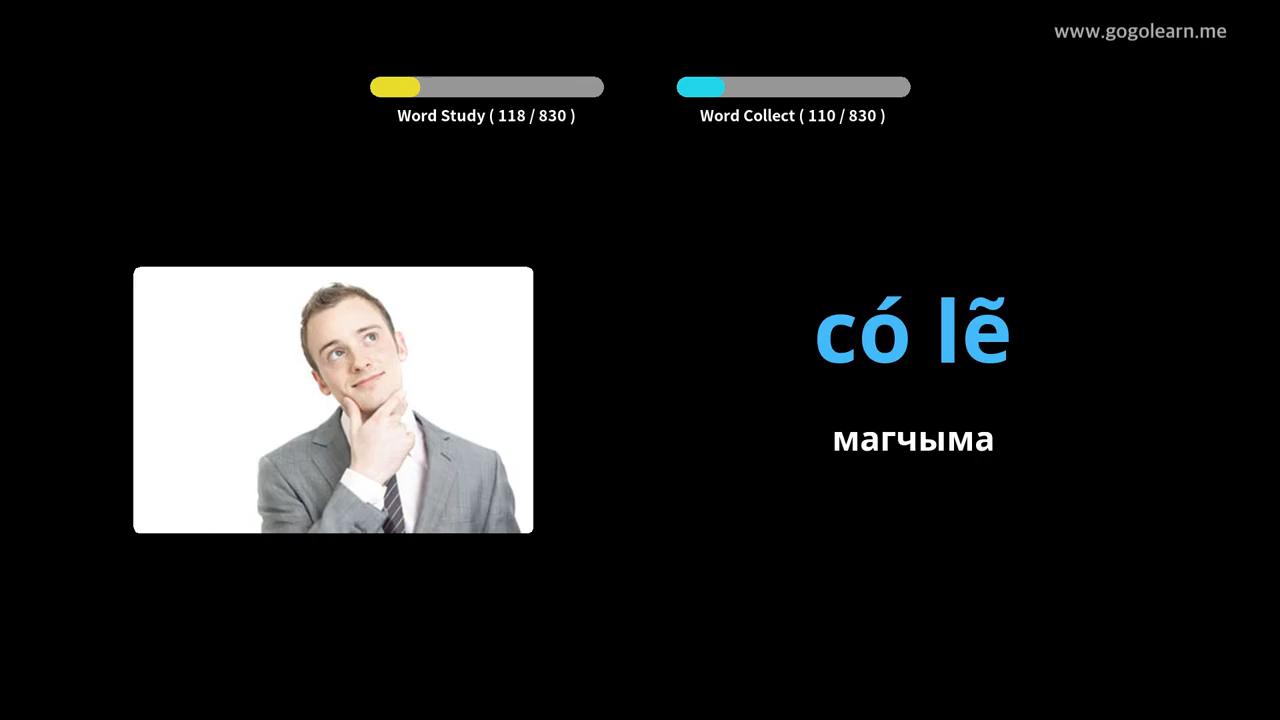 www.gogolearn.me
Word Study ( 118 / 830 )
Word Collect ( 110 / 830 )
có lẽ
магчыма